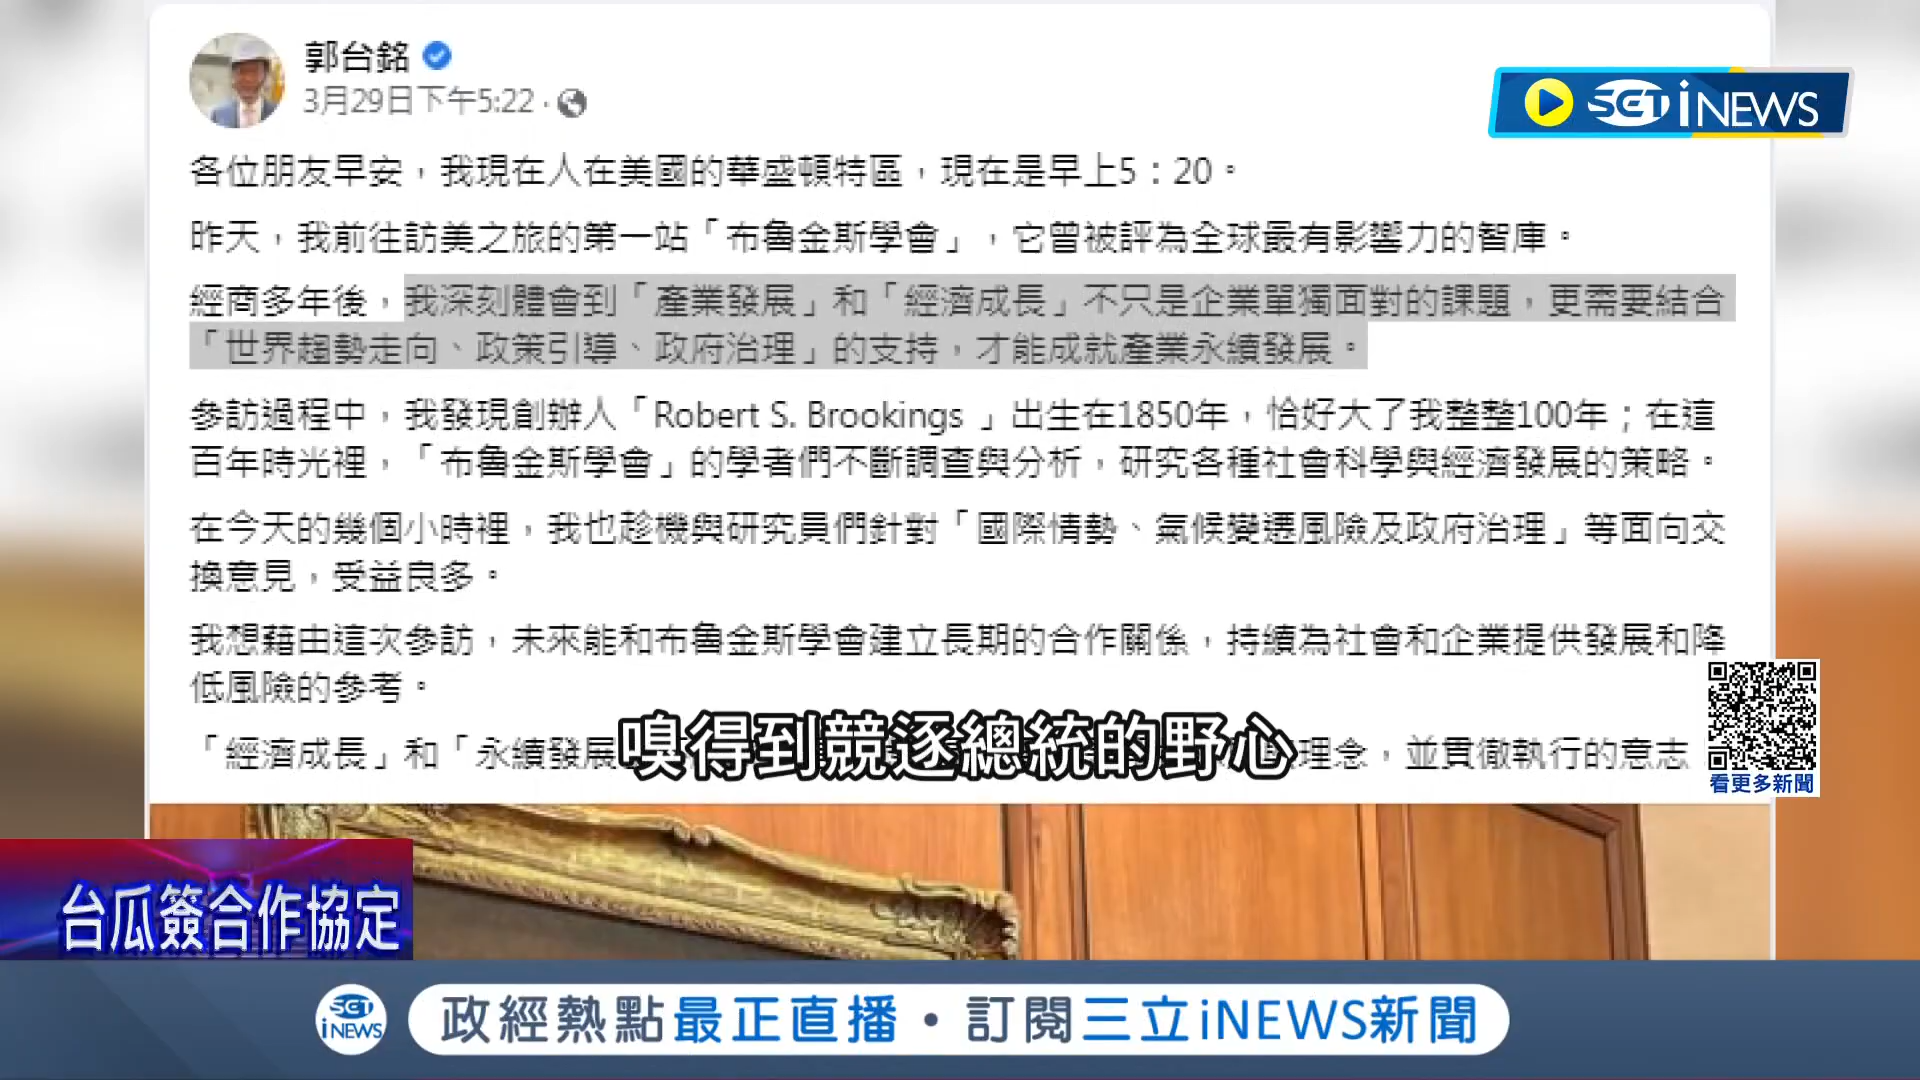 郭台銘
3月29日下午5:22
SET iNEWS
各位朋友早安，我現在人在美國的華盛頓特區，現在是早上5：20。
昨天，我前往訪美之旅的第一站「布魯金斯學會」，它曾被評為全球最有影響力的智庫。
經商多年後，我深刻體會到「產業發展」和「經濟成長」不只是企業單獨面對的課題，更需要結合
「世界趨勢走向、政策引導、政府治理」的支持，才能成就產業永續發展。
參訪過程中，我發現創辦人「Robert S. Brookings 」出生在1850年，恰好大了我整整100年；在這
百年時光裡，「布魯金斯學會」的學者們不斷調查與分析，研究各種社會科學與經濟發展的策略。
在今天的幾個小時裡，我也趁機與研究員們針對「國際情勢、氣候變遷風險及政府治理」等面向交
換意見，受益良多。
我想藉由這次參訪，未來能和布魯金斯學會建立長期的合作關係，持續為社會和企業提供發展和降
低風險的參考。
「經濟成長」和「永續發展
理念，並貫徹執行的意志
嗅得到競逐總統的野心
看更多新聞
台瓜簽合作協定
SET iNEWS
政經熱點最正直播・訂閱三立iNEWS新聞